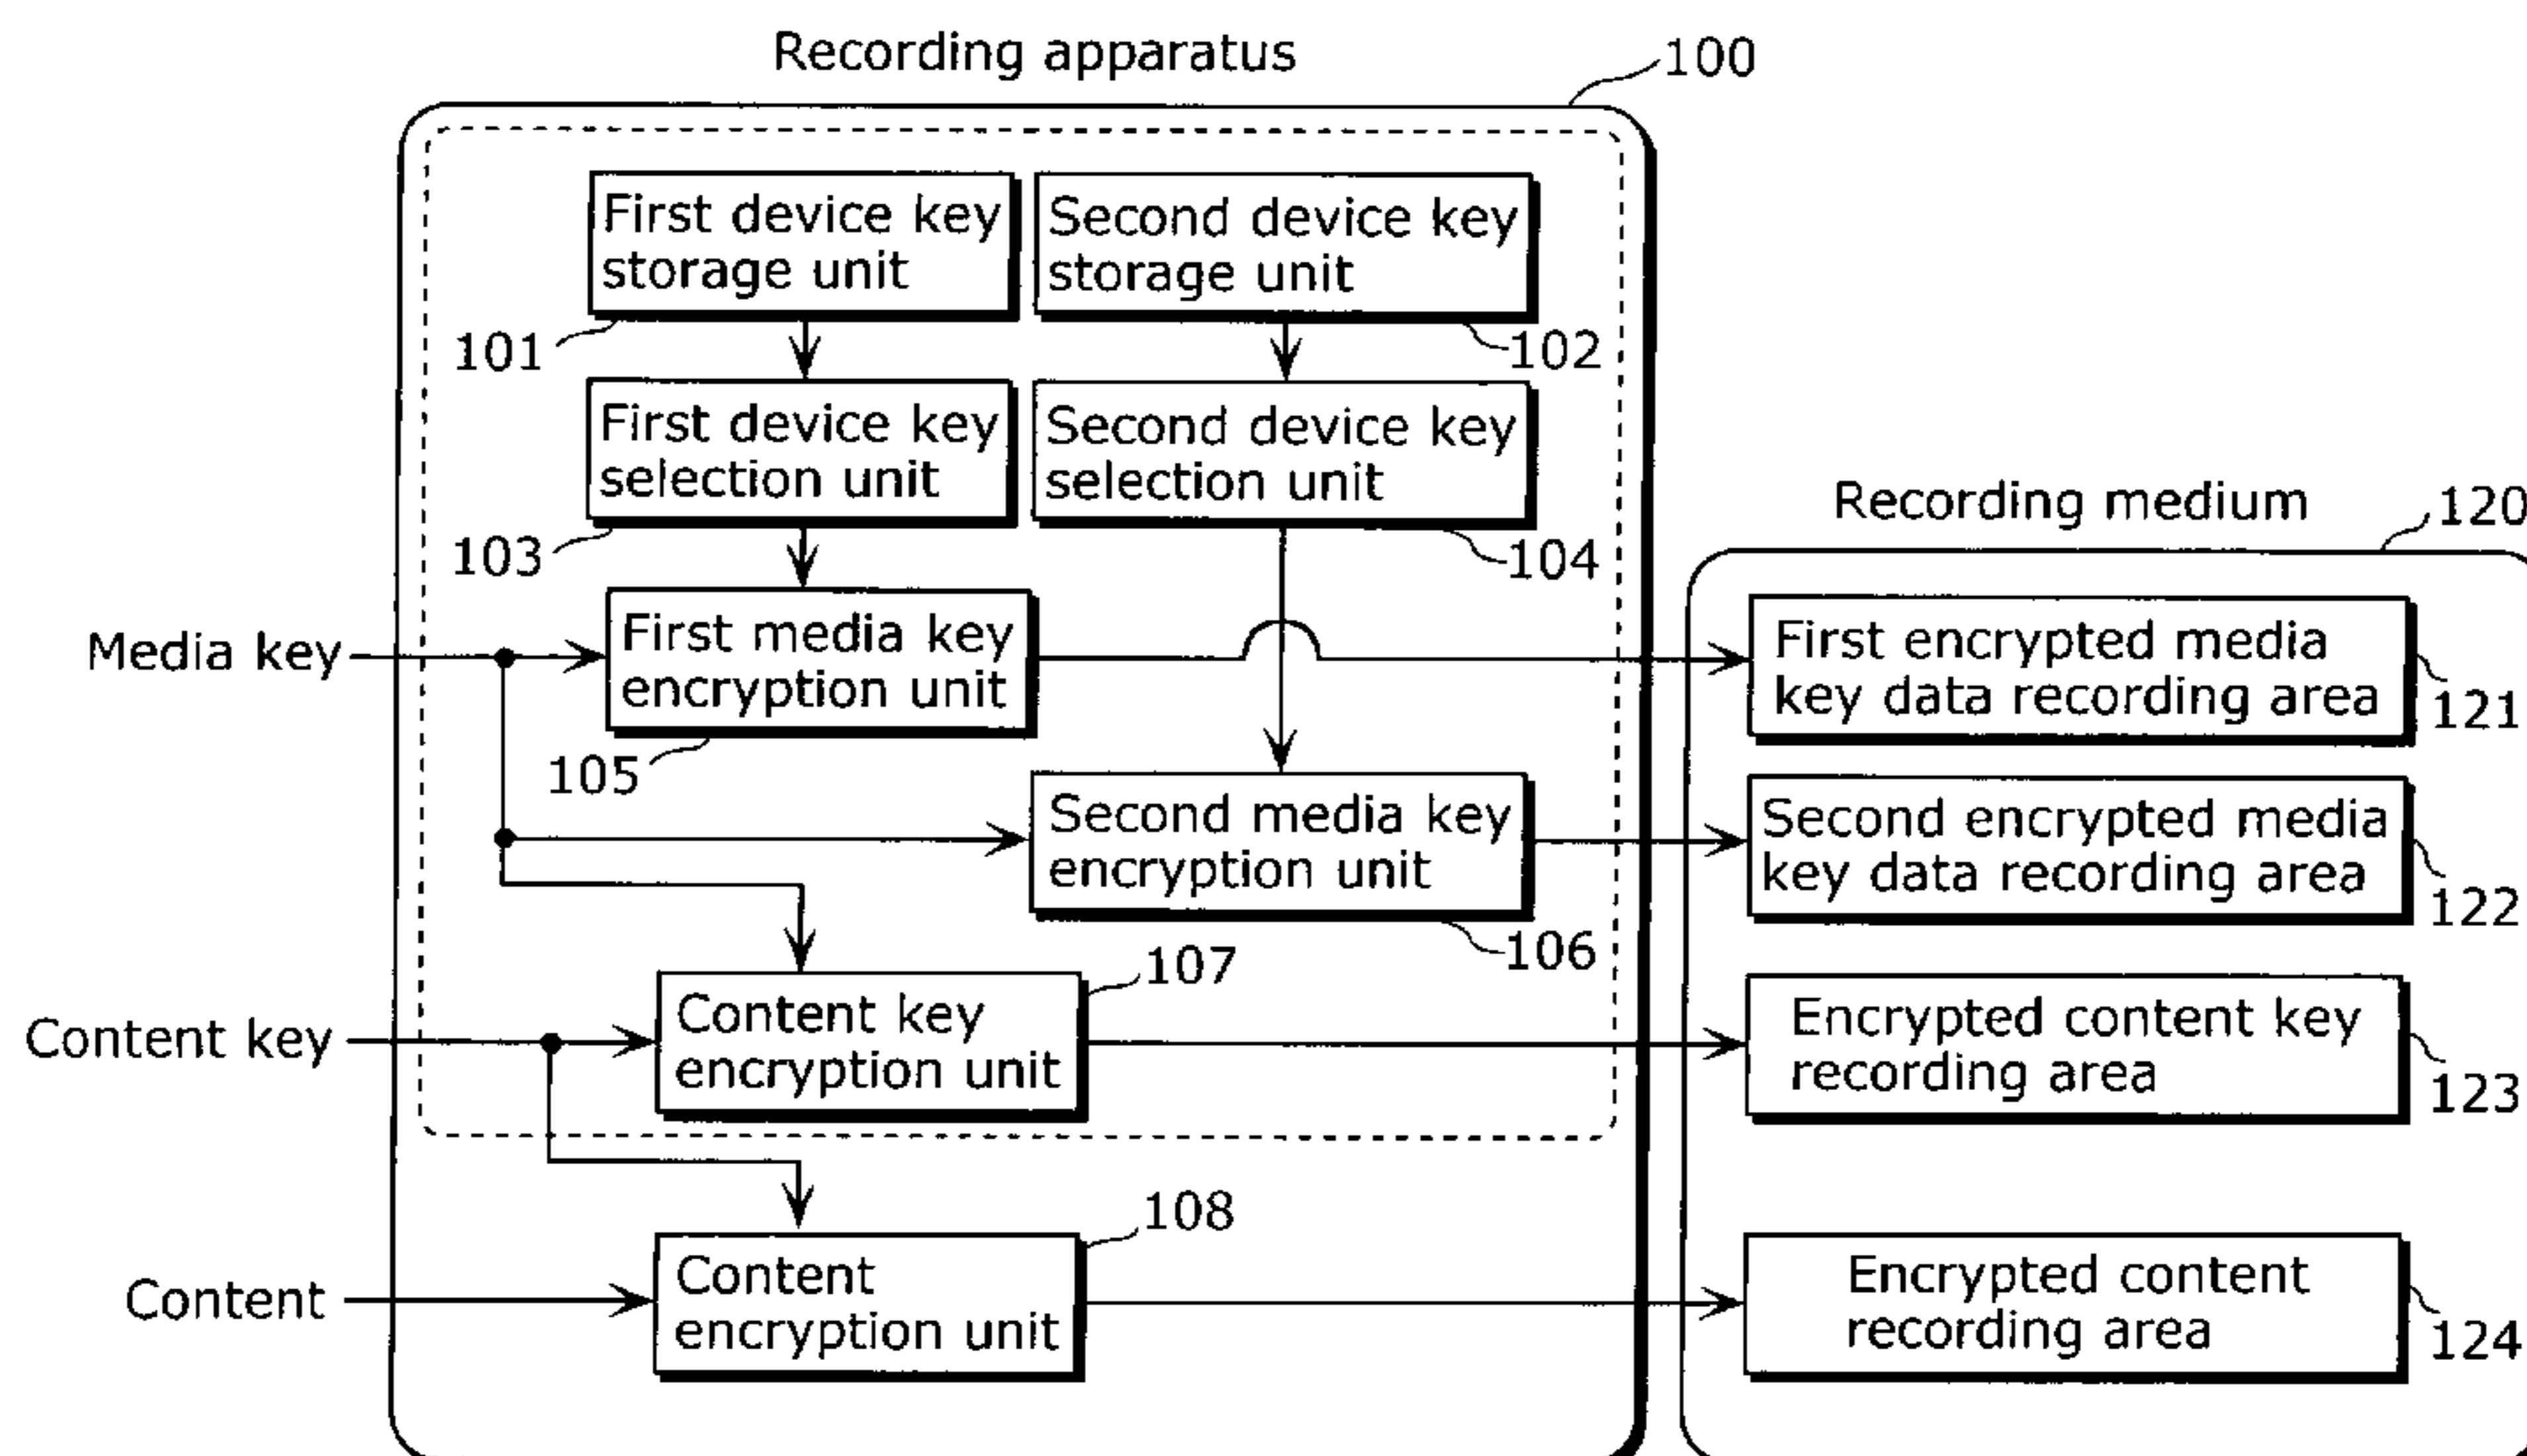 Recording apparatus
100
First device key
storage unit
Second device key
storage unit
101
102
First device key
selection unit
Second device key
selection unit
Recording medium
120
103
104
Media key
First media key
encryption unit
First encrypted media
key data recording area
121
105
Second media key
encryption unit
Second encrypted media
key data recording area
122
106
107
Content key
Content key
encryption unit
Encrypted content key
recording area
123
108
Content
Content
encryption unit
Encrypted content
recording area
124